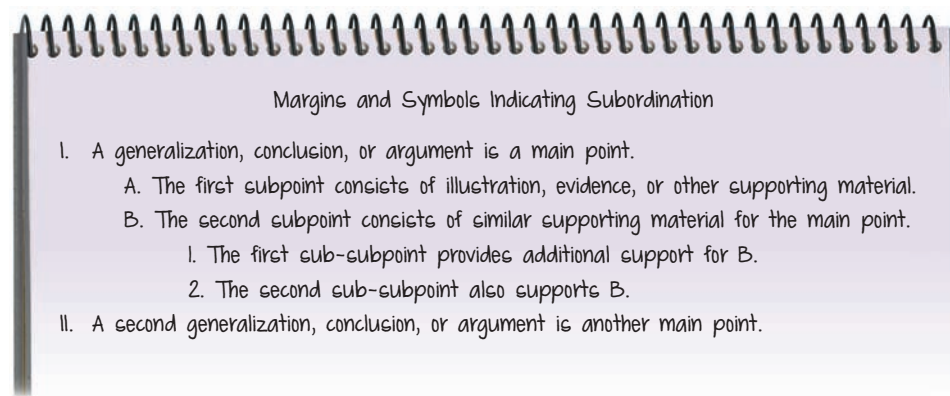 Margins and Symbols Indicating Subordination
I. A generalization, conclusion, or argument is a main point.
A. The first subpoint consists of illustration, evidence, or other supporting material.
B. The second subpoint consists of similar supporting material for the main point.
1. The first sub-subpoint provides additional support for B.
2. The second sub-subpoint also supports B.
II. A second generalization, conclusion, or argument is another main point.